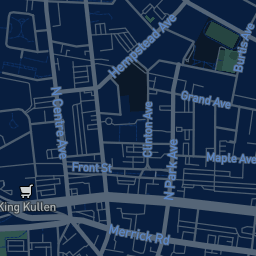 Hempstead Ave
Burds Ave
Grand Ave
N Centre Ave
Clinton Ave
N Park Ave
Maple Ave
Front St
King Kullen
Merrick Rd